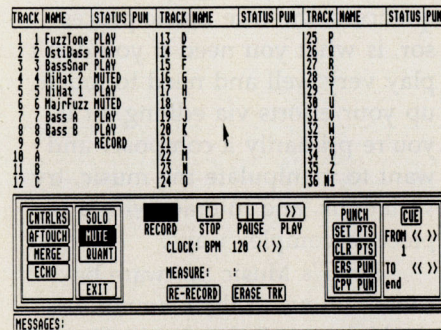 TRACK NAME STATUS PUN TRACK NAME STATUS PUN TRACK NAME STATUS PUN
1 1 FuzzTone PLAY 13 D 25 P
2 2 OstiBass PLAY 14 E 26 Q
3 3 BassSnar PLAY 15 F 27 R
4 4 HiHat 2 MUTED 16 G 28 S
5 5 HiHat 1 PLAY 17 H 29 T
6 6 MajrFuzz MUTED 18 I 30 U
7 7 Bass A PLAY 19 J 31 V
8 8 Bass B PLAY 20 K 32 W
9 9 RECORD 21 L 33 X
10 A 22 M 34 Y
11 B 23 N 35 Z
12 C 24 O 36 N1
CNTRLS SOLO RECORD STOP PAUSE PLAY PUNCH CUE
AFTOUCH MUTE SET PTS FROM << >>
MERGE QUANT CLOCK: BPM 120 << >> CLR PTS 1
ECHO MEASURE: : ERS PUN TO << >>
EXIT RE-RECORD ERASE TRK CPY PUN end
MESSAGES: